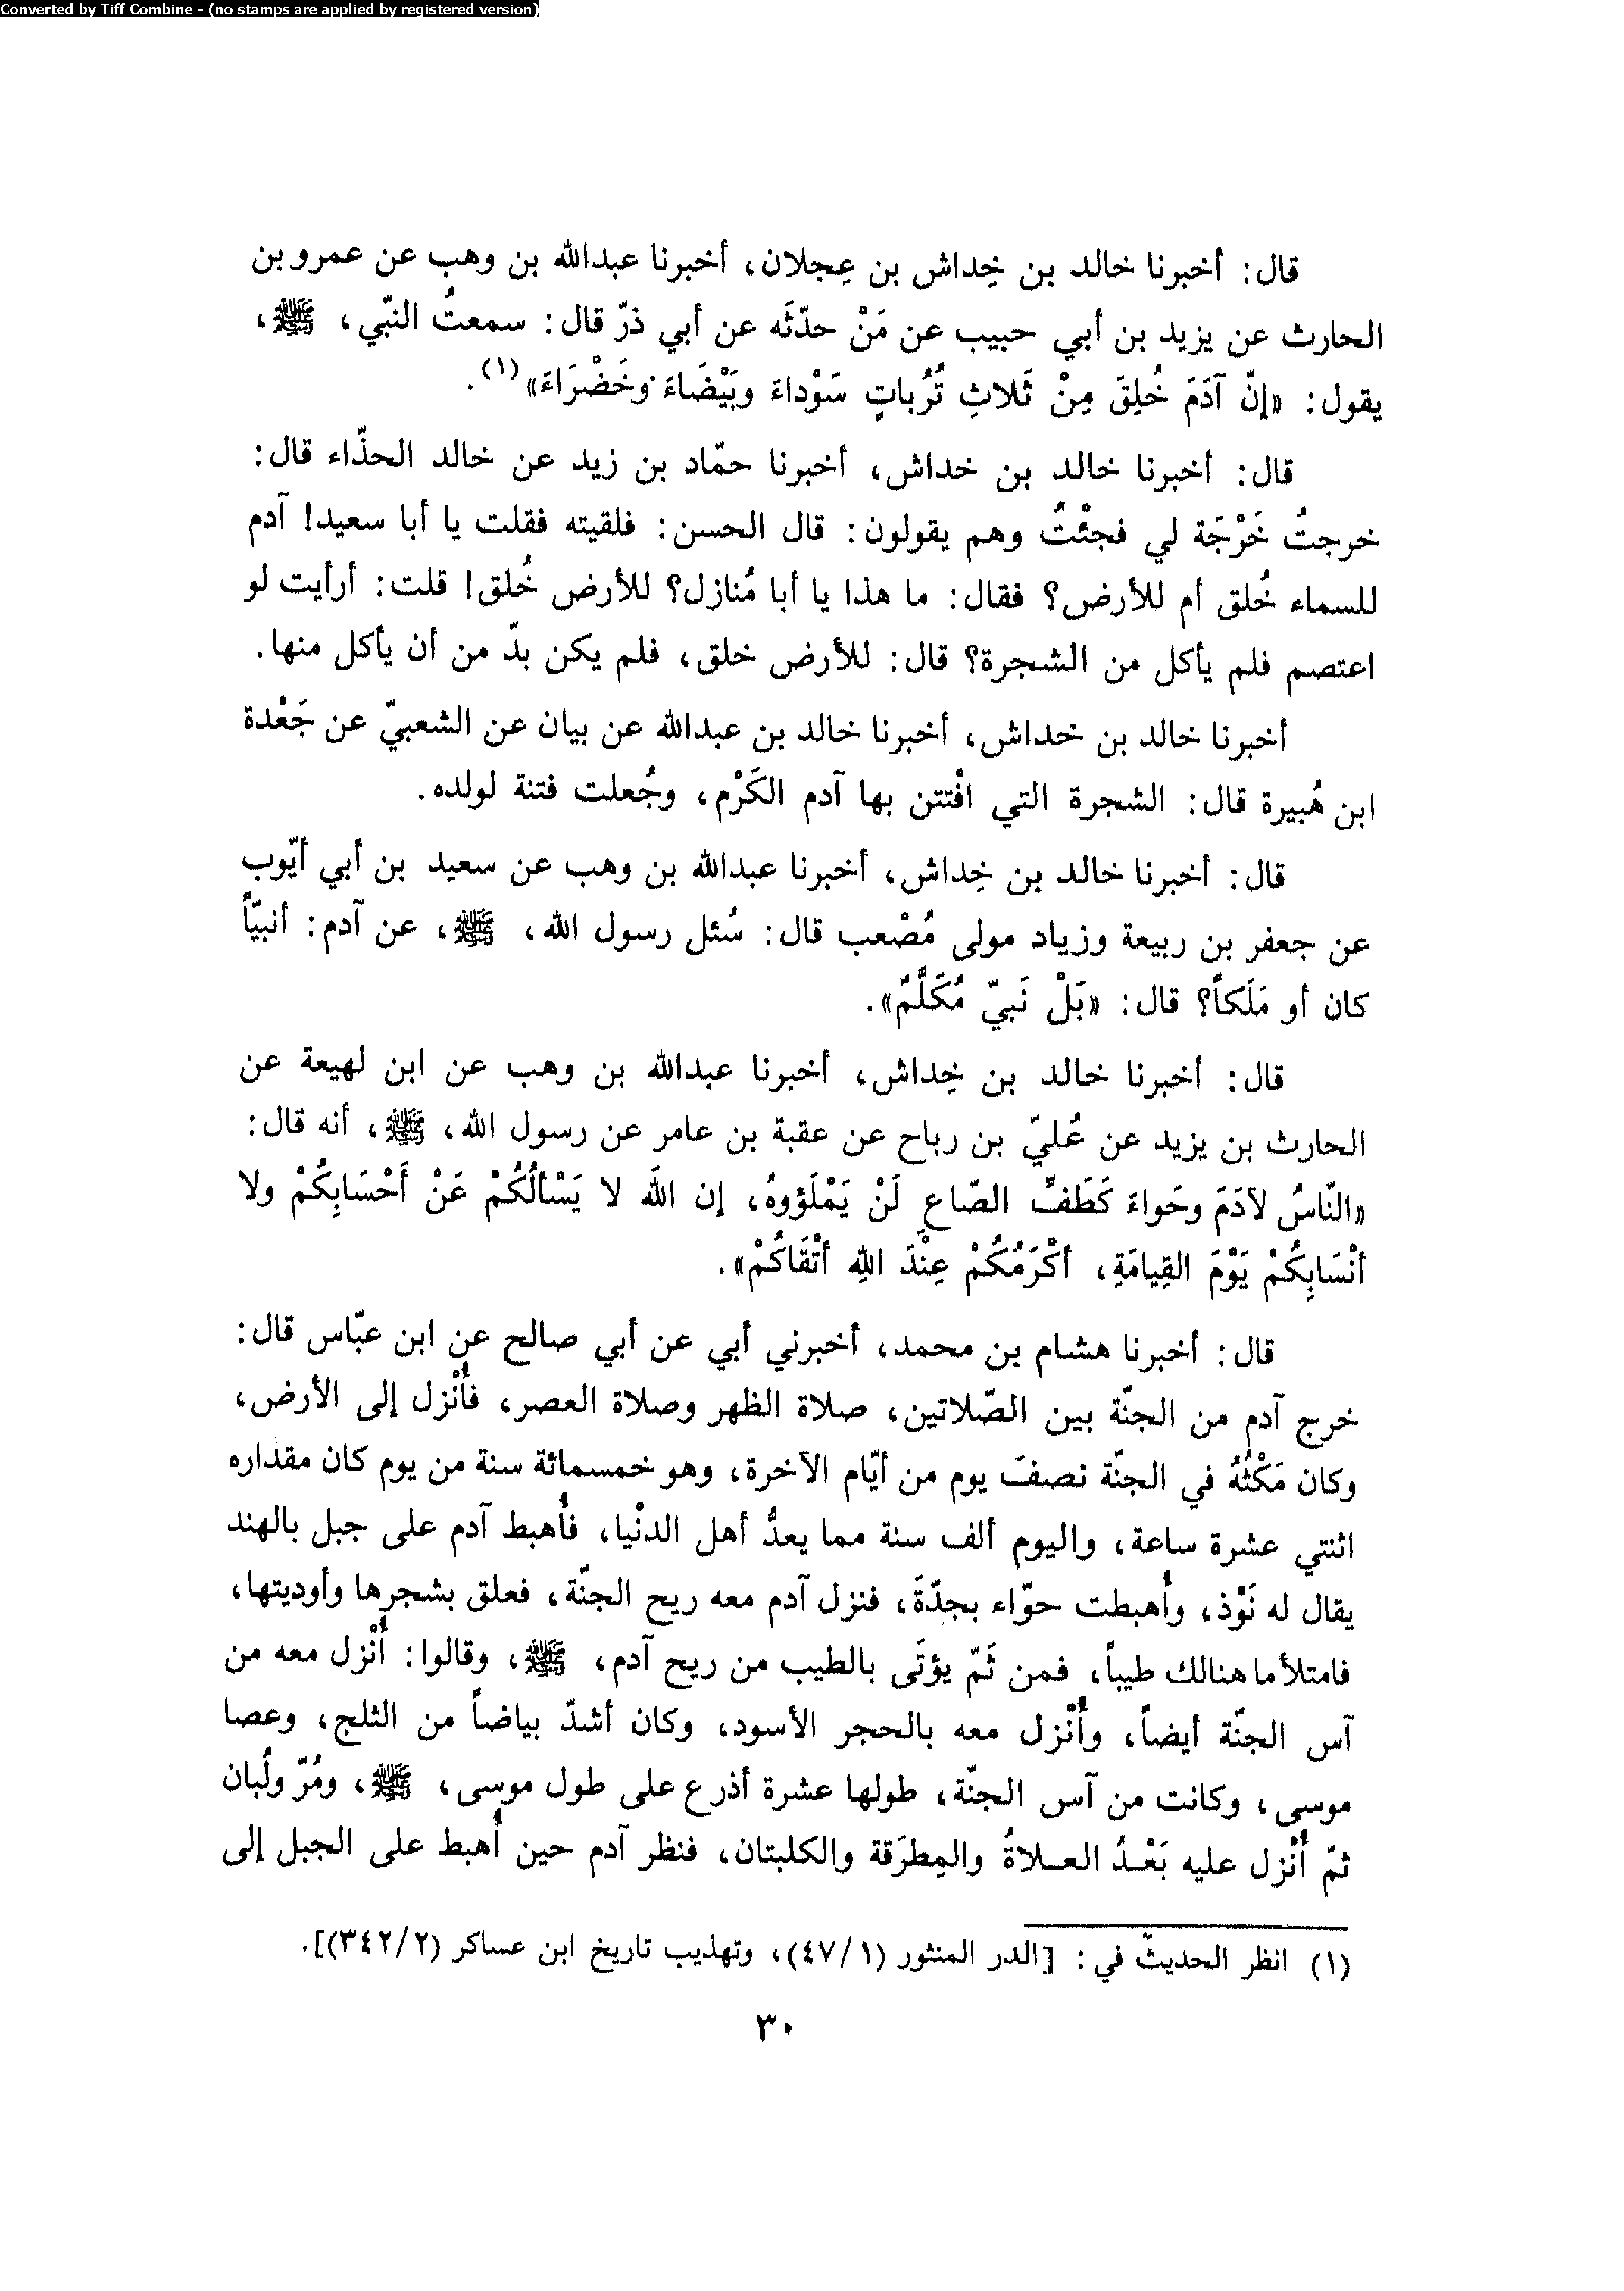 Converted by Tiff Combine - (no stamps are applied by registered version)
قال: أخبرنا خالد بن خِداش بن عِجلان، أخبرنا عبدالله بن وهب عن عمرو بن
الحارث عن يزيد بن أبي حبيب عن مَنْ حدّثَه عن أبي ذرّ قال: سمعتُ النّبي، ﷺ،
يقول: «إنّ آدَمَ خُلِقَ مِنْ ثَلاثِ تُرُباتٍ سَوْداءَ وبَيْضَاءَ وخَضْرَاءَ»(١).
قال: أخبرنا خالد بن خداش، أخبرنا حمّاد بن زيد عن خالد الحذّاء قال:
خرجتُ خَرْجَة لي فجئْتُ وهم يقولون: قال الحسن: فلقيته فقلت يا أبا سعيد! آدم
للسماء خُلق أم للأرض؟ فقال: ما هذا يا أبا مُنازل؟ للأرض خُلق! قلت: أرأيت لو
اعتصم فلم يأكل من الشجرة؟ قال: للأرض خلق، فلم يكن بدّ من أن يأكل منها.
أخبرنا خالد بن خداش، أخبرنا خالد بن عبدالله عن بيان عن الشعبيّ عن جَعْدة
ابن هُبيرة قال: الشجرة التي افْتتن بها آدم الكَرْم، وجُعلت فتنة لولده.
قال: أخبرنا خالد بن خِداش، أخبرنا عبدالله بن وهب عن سعيد بن أبي أيّوب
عن جعفر بن ربيعة وزياد مولى مُصْعب قال: سُئل رسول الله، ﷺ، عن آدم: أنبيّاً
كان أو مَلَكاً؟ قال: «بَلْ نَبيّ مُكَلَّمٌ».
قال: أخبرنا خالد بن خِداش، أخبرنا عبدالله بن وهب عن ابن لهيعة عن
الحارث بن يزيد عن عُليّ بن رباح عن عقبة بن عامر عن رسول الله، ﷺ، أنه قال:
«النّاسُ لآدَمَ وحَواءَ كَطَفِّ الصّاعِ لَنْ يَمْلَؤوهُ، إن الله لا يَسْألُكُمْ عَنْ أَحْسَابِكُمْ ولا
أنْسَابِكُمْ يَوْمَ القِيامَةِ، أكْرَمُكُمْ عِنْدَ اللهِ أتْقَاكُمْ».
قال: أخبرنا هشام بن محمد، أخبرني أبي عن أبي صالح عن ابن عبّاس قال:
خرج آدم من الجنّة بين الصّلاتين، صلاة الظهر وصلاة العصر، فأُنْزل إلى الأرض،
وكان مَكْثُهُ في الجنّة نصفَ يوم من أيّام الآخرة، وهو خمسمائة سنة من يوم كان مقداره
اثنتي عشرة ساعة، واليوم ألف سنة مما يعدُّ أهل الدنْيا، فأُهبط آدم على جبل بالهند
يقال له نَوْذ، وأُهبطت حوّاء بجدّةَ، فنزل آدم معه ريح الجنّة، فعلق بشجرها وأوديتها،
فامتلأ ما هنالك طيباً، فمن ثَمّ يؤتَى بالطيب من ريح آدم، ﷺ، وقالوا: أُنْزل معه من
آس الجنّة أيضاً، وأُنْزل معه بالحجر الأسود، وكان أشدّ بياضاً من الثلج، وعصا
موسى، وكانت من آس الجنّة، طولها عشرة أذرع على طول موسى، ﷺ، ومُرّ ولُبان
ثمّ أُنْزل عليه بَعْدُ العلاةُ والمِطرَقة والكلبتان، فنظر آدم حين أُهبط على الجبل إلى
(١) انظر الحديث في: [الدر المنثور (١/٤٧)، وتهذيب تاريخ ابن عساكر (٢/٣٤٢)].
٣٠